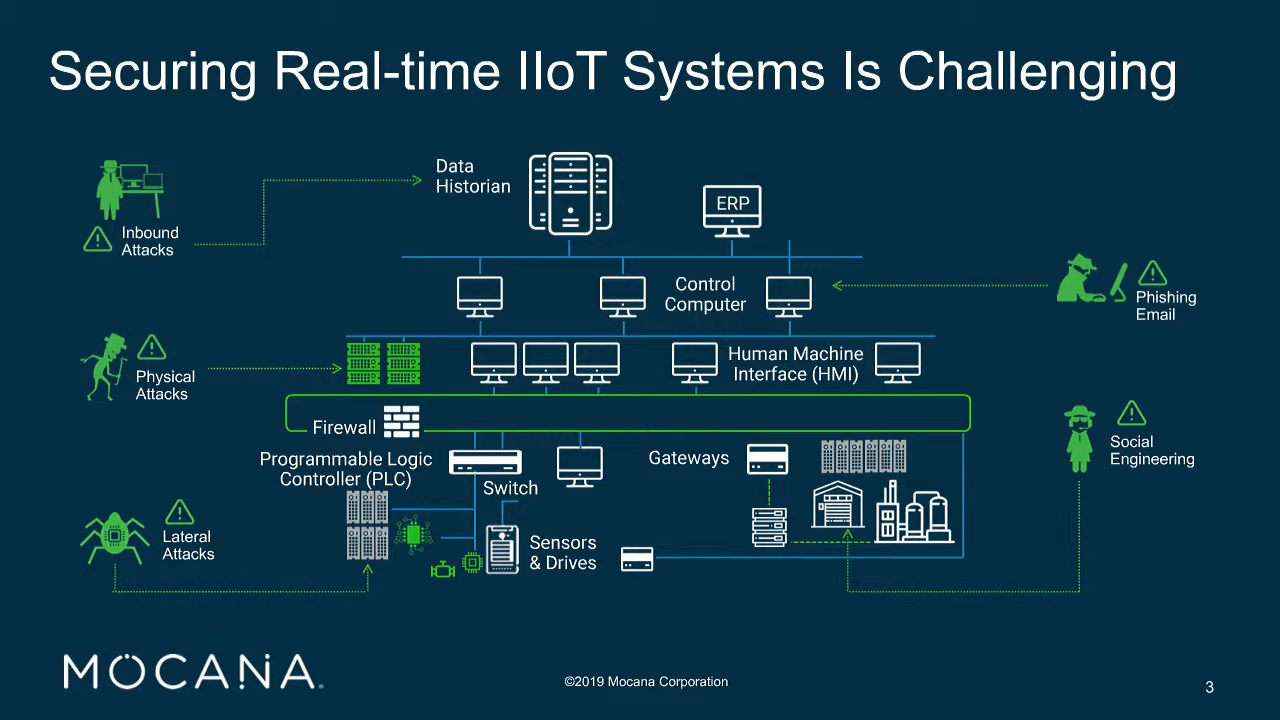 Securing Real-time IIoT Systems Is Challenging
Data
Historian
ERP
Inbound
Attacks
Control
Computer
Phishing
Email
Physical
Attacks
Human Machine
Interface (HMI)
Firewall
Social
Engineering
Programmable Logic
Controller (PLC)
Switch
Gateways
Lateral
Attacks
Sensors
& Drives
MOCANA
©2019 Mocana Corporation
3